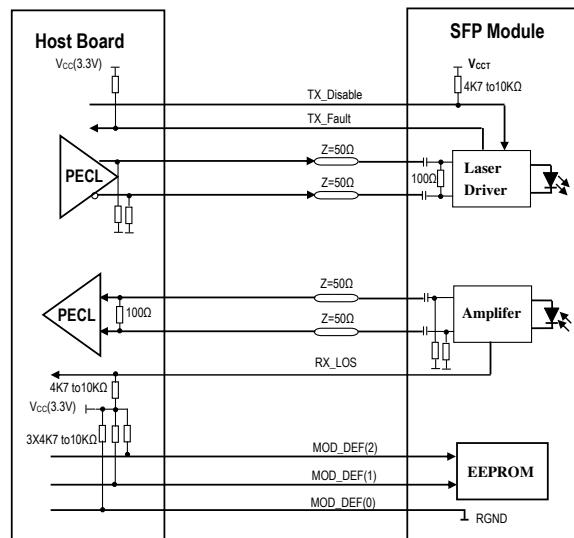 Host Board
SFP Module
VCC(3.3V)
VCCT
4K7 to10KΩ
TX_Disable
TX_Fault
PECL
Z=50Ω
Z=50Ω
100Ω
Laser
Driver
Z=50Ω
PECL
100Ω
Z=50Ω
Amplifer
RX_LOS
4K7 to10KΩ
VCC(3.3V)
3X4K7 to10KΩ
MOD_DEF(2)
MOD_DEF(1)
EEPROM
MOD_DEF(0)
RGND